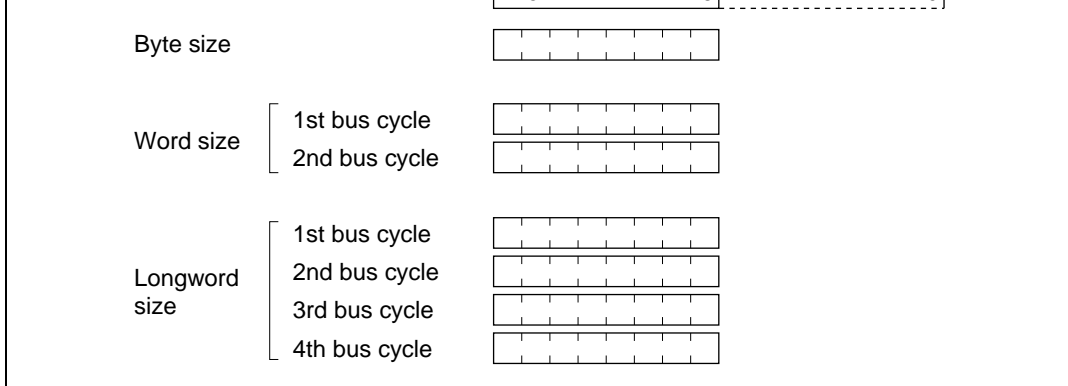 Byte size
Word size
1st bus cycle
2nd bus cycle
Longword
size
1st bus cycle
2nd bus cycle
3rd bus cycle
4th bus cycle